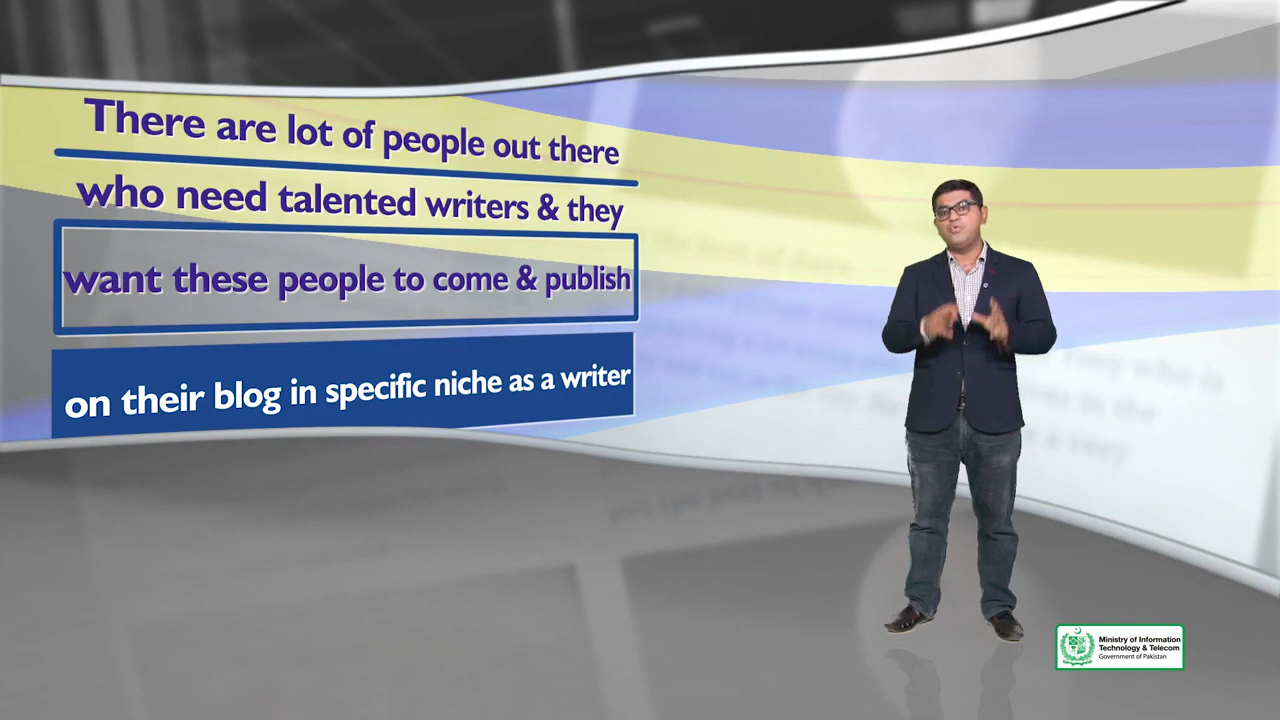 There are lot of people out there
who need talented writers & they
want these people to come & publish
on their blog in specific niche as a writer
Ministry of Information
Technology & Telecom
Government of Pakistan